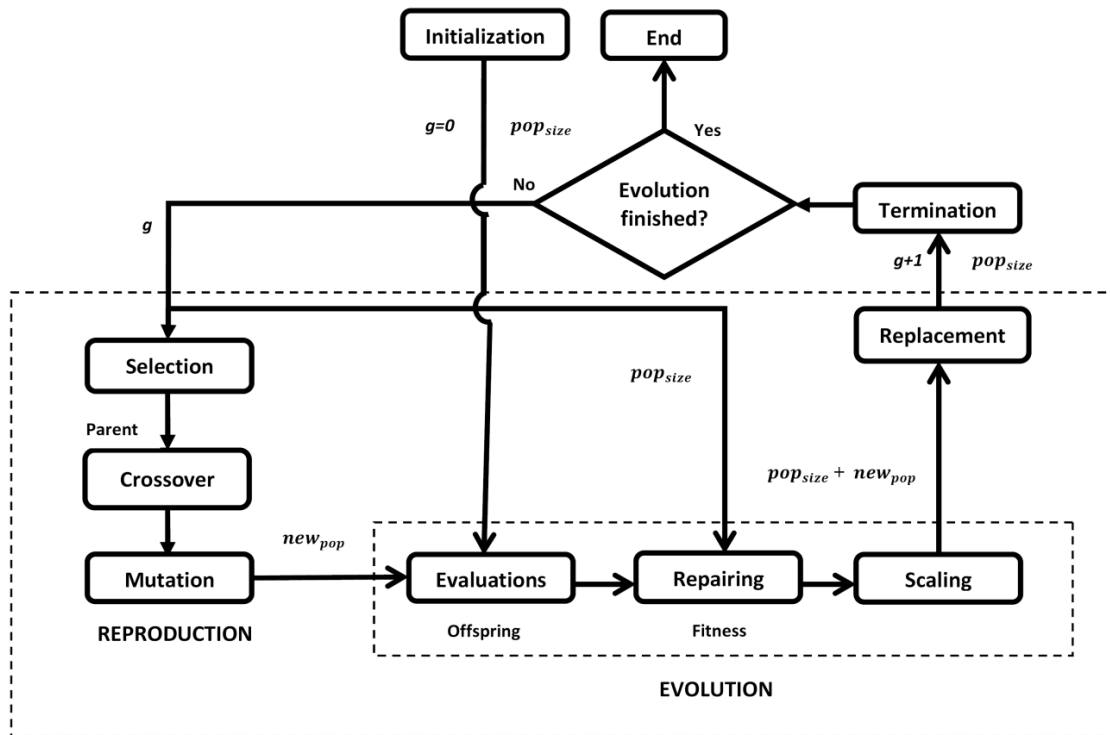 Initialization
End
g=0
pop_size
Yes
No
Evolution
finished?
Termination
g
g+1
pop_size
Replacement
Selection
pop_size
Parent
Crossover
pop_size + new_pop
new_pop
Mutation
Evaluations
Repairing
Scaling
REPRODUCTION
Offspring
Fitness
EVOLUTION